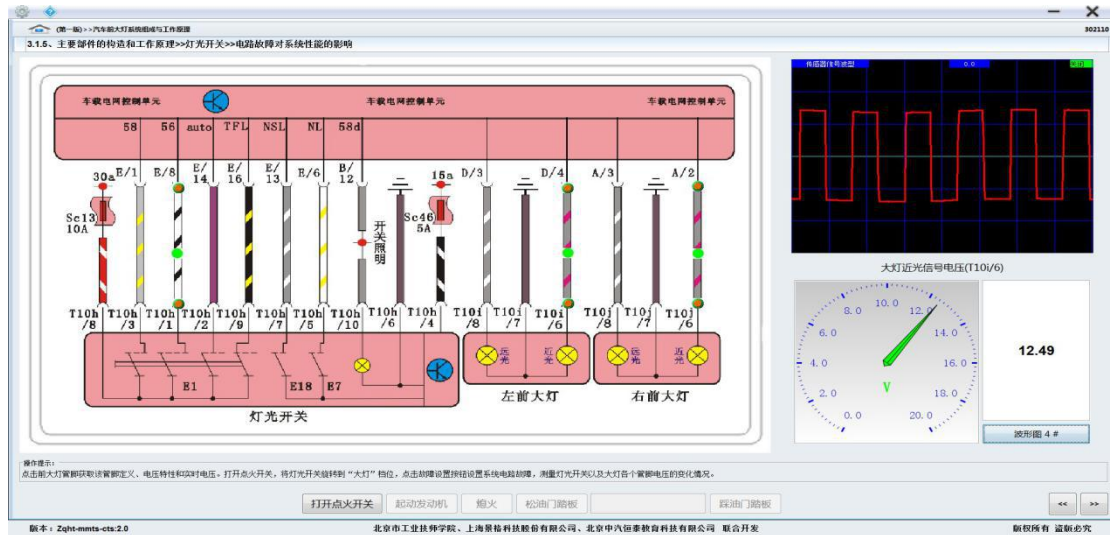 (第一版)>>汽车前大灯系统组成与工作原理
302110
3.1.5、主要部件的构造和工作原理>>灯光开关>>电路故障对系统性能的影响
车载电网控制单元 车载电网控制单元 车载电网控制单元
58 56 auto TFL NSL NL 58d
30a E/1 E/8 E/14 E/16 E/13 E/6 B/12 15a D/3 D/4 A/3 A/2
Sc13 10A
Sc46 5A
开关照明
T10h/8 T10h/3 T10h/1 T10h/2 T10h/9 T10h/7 T10h/5 T10h/10 T10h/6 T10h/4 T10i/8 T10i/7 T10i/6 T10j/8 T10j/7 T10j/6
远光 近光 远光 近光
E1 E18 E7
灯光开关 左前大灯 右前大灯
传感器信号波型 0.0
大灯近光信号电压(T10i/6)
0.0 2.0 4.0 6.0 8.0 10.0 12.0 14.0 16.0 18.0 20.0
V
12.49
波形图 4 #
操作提示:
点击前大灯管脚获取该管脚定义、电压特性和实时电压。打开点火开关，将灯光开关旋转到“大灯”档位，点击故障设置按钮设置系统电路故障，测量灯光开关以及大灯各个管脚电压的变化情况。
打开点火开关 起动发动机 熄火 松油门踏板 踩油门踏板 << >>
版本：Zqht-mmts-cts:2.0 北京市工业技师学院、上海景格科技股份有限公司、北京中汽恒泰教育科技有限公司 联合开发 版权所有 盗版必究